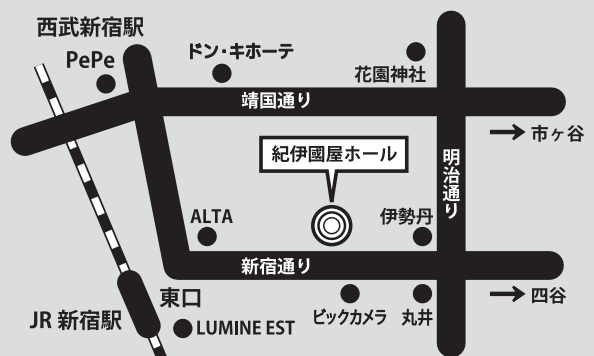 西武新宿駅
PePe
ドン・キホーテ
花園神社
靖国通り
市ヶ谷
紀伊國屋ホール
明治通り
ALTA
伊勢丹
新宿通り
東口
ビックカメラ
丸井
四谷
JR 新宿駅
LUMINE EST